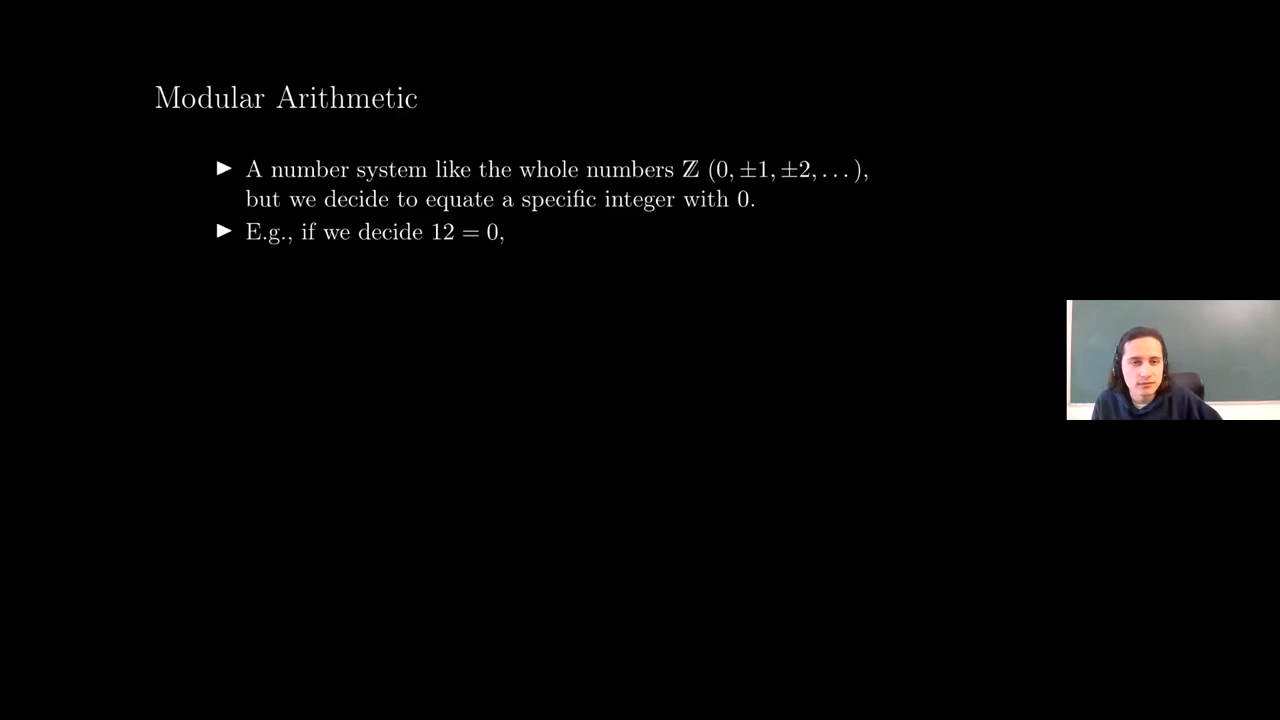 Modular Arithmetic
▶ A number system like the whole numbers ℤ (0, ±1, ±2, . . . ),
but we decide to equate a specific integer with 0.
▶ E.g., if we decide 12 = 0,